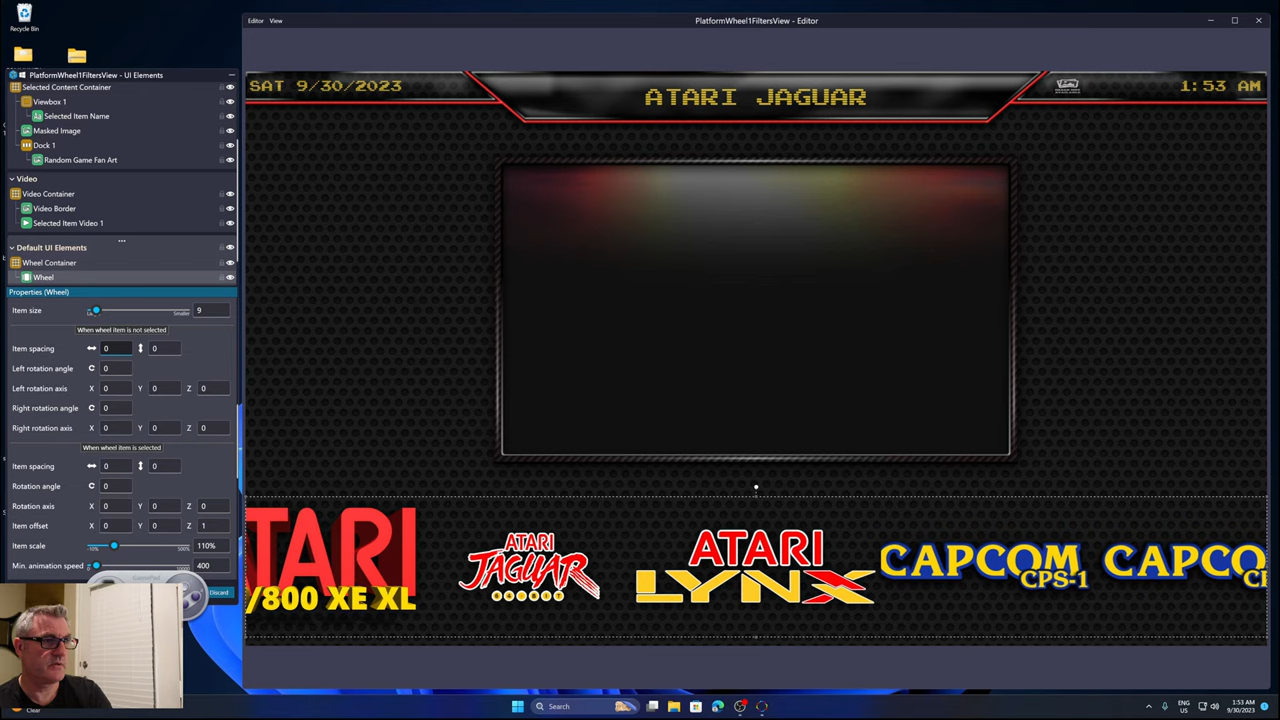 Recycle Bin
Editor View
PlatformWheel1FiltersView - Editor
PlatformWheel1FiltersView - UI Elements
Selected Content Container
Viewbox 1
Selected Item Name
Masked Image
Dock 1
Random Game Fan Art
Video
Video Container
Video Border
Selected Item Video 1
Default UI Elements
Wheel Container
Wheel
Properties (Wheel)
Item size 9
Smaller
When wheel item is not selected
Item spacing 0 0
Left rotation angle 0
Left rotation axis X 0 Y 0 Z 0
Right rotation angle 0
Right rotation axis X 0 Y 0 Z 0
When wheel item is selected
Item spacing 0 0
Rotation angle 0
Rotation axis X 0 Y 0 Z 0
Item offset X 0 Y 0 Z 1
Item scale 110%
-10% 500%
Min. animation speed 400
10000
Discard
SAT 9/30/2023
ATARI JAGUAR
1:53 AM
TARI
/800 XE XL
ATARI
JAGUAR
64-BIT
ATARI
LYNX
CAPCOM
CPS-1
CAPCO
Clear
Search
ENG
US
1:53 AM
9/30/2023